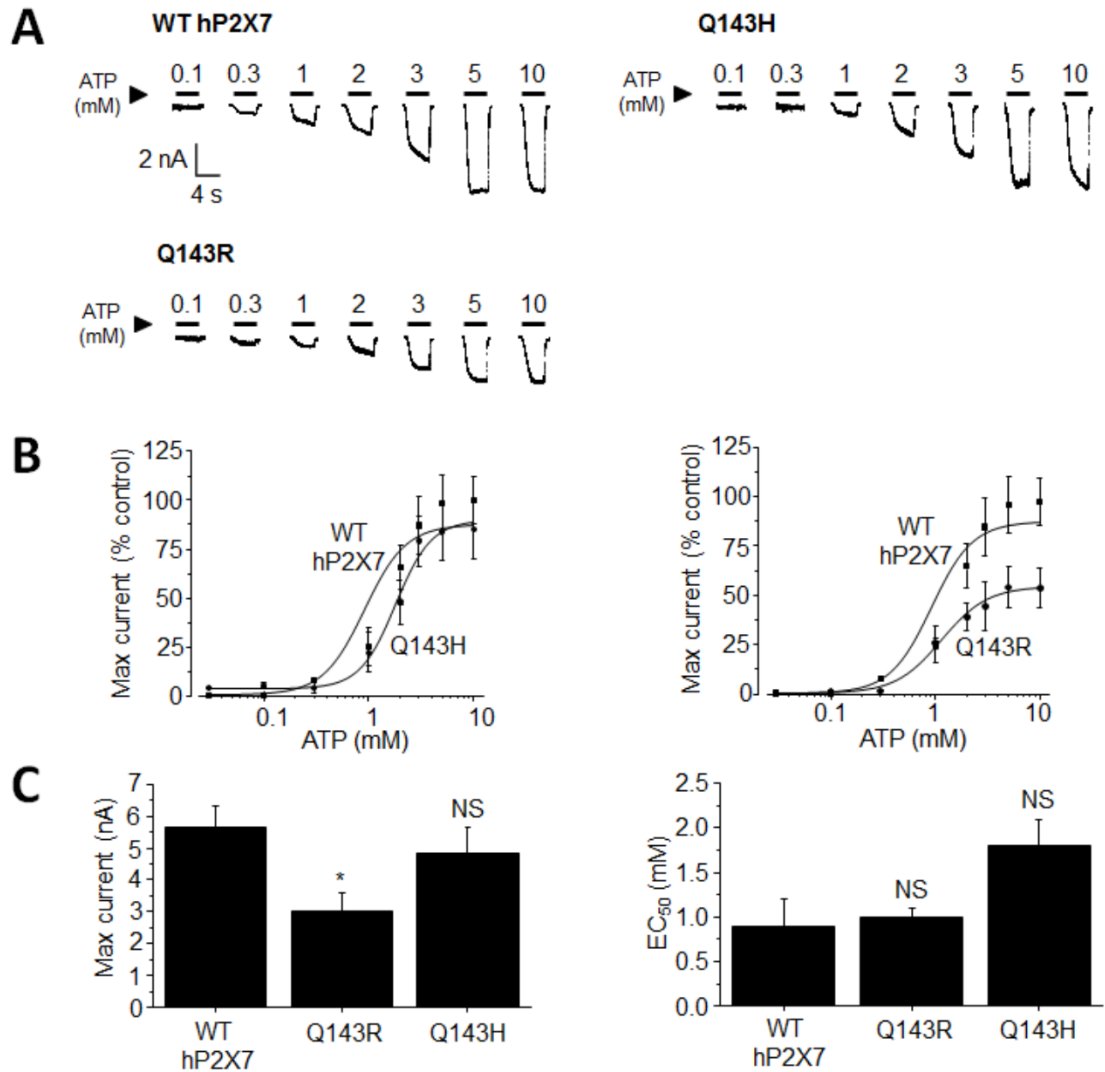 A
WT hP2X7
ATP
(mM)
0.1 0.3 1 2 3 5 10
2 nA
4 s
Q143H
ATP
(mM)
0.1 0.3 1 2 3 5 10
Q143R
ATP
(mM)
0.1 0.3 1 2 3 5 10
B
Max current (% control)
125
100
75
50
25
0
WT
hP2X7
Q143H
0.1 1 10
ATP (mM)
Max current (% control)
125
100
75
50
25
0
WT
hP2X7
Q143R
0.1 1 10
ATP (mM)
C
Max current (nA)
7
6
5
4
3
2
1
0
*
NS
WT
hP2X7
Q143R
Q143H
EC50 (mM)
2.5
2.0
1.5
1.0
0.5
0.0
NS
NS
WT
hP2X7
Q143R
Q143H